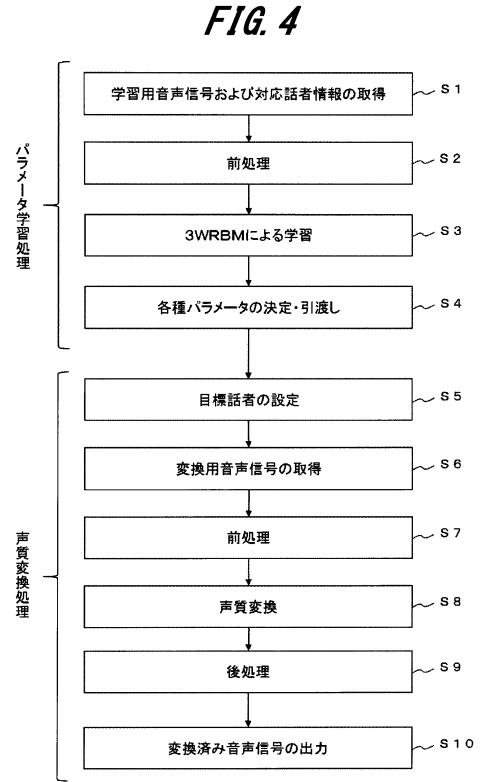 FIG. 4
パラメータ学習処理
学習用音声信号および対応話者情報の取得
S1
前処理
S2
3WRBMによる学習
S3
各種パラメータの決定・引渡し
S4
声質変換処理
目標話者の設定
S5
変換用音声信号の取得
S6
前処理
S7
声質変換
S8
後処理
S9
変換済み音声信号の出力
S10